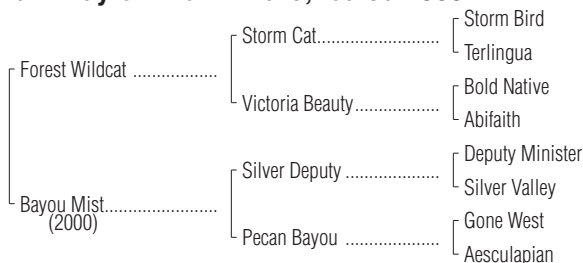 Storm Bird
Storm Cat..............................
Terlingua
Forest Wildcat ...................
Bold Native
Victoria Beauty.....................
Abifaith
Deputy Minister
Silver Deputy ........................
Silver Valley
Bayou Mist...........................
(2000)
Gone West
Pecan Bayou .......................
Aesculapian